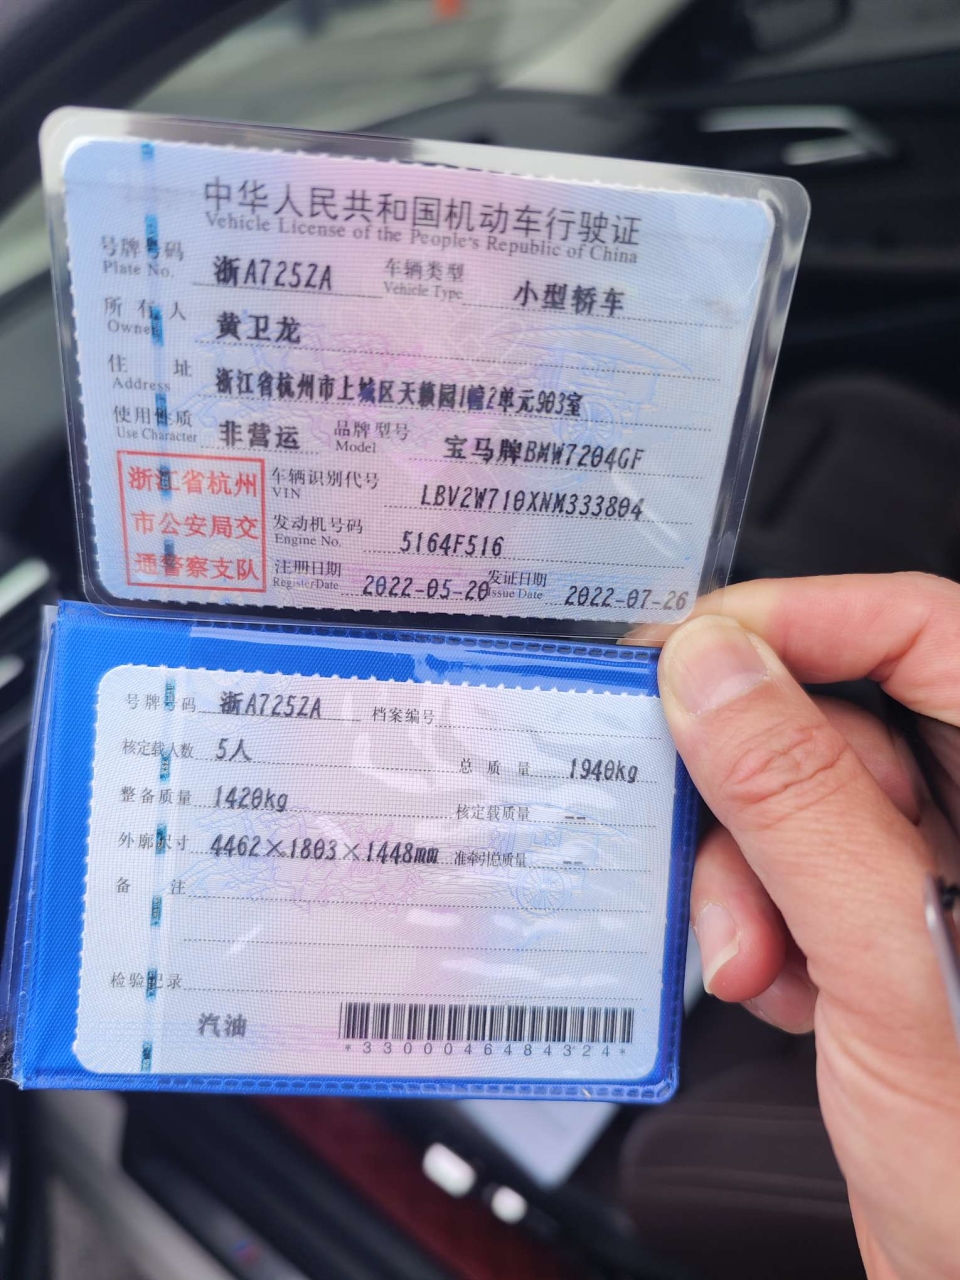 中华人民共和国机动车行驶证
Vehicle License of the People's Republic of China
号牌号码 浙A725ZA 车辆类型 小型轿车
Plate No. Vehicle Type
所有人 黄卫龙
Owner
住址 浙江省杭州市上城区天籁园1幢2单元903室
Address
使用性质 非营运 品牌型号 宝马牌BMW7204GF
Use Character Model
浙江省杭州
市公安局交
通警察支队
车辆识别代号 LBV2W710XNM333804
VIN
发动机号码 5164F516
Engine No.
注册日期 2022-05-20 发证日期 2022-07-26
Register Date Issue Date
号牌号码 浙A725ZA 档案编号
核定载人数 5人 总质量 1940kg
整备质量 1420kg 核定载质量 --
外廓尺寸 4462×1803×1448mm 准牵引总质量 --
备注
检验记录
汽油
*3300046484324*